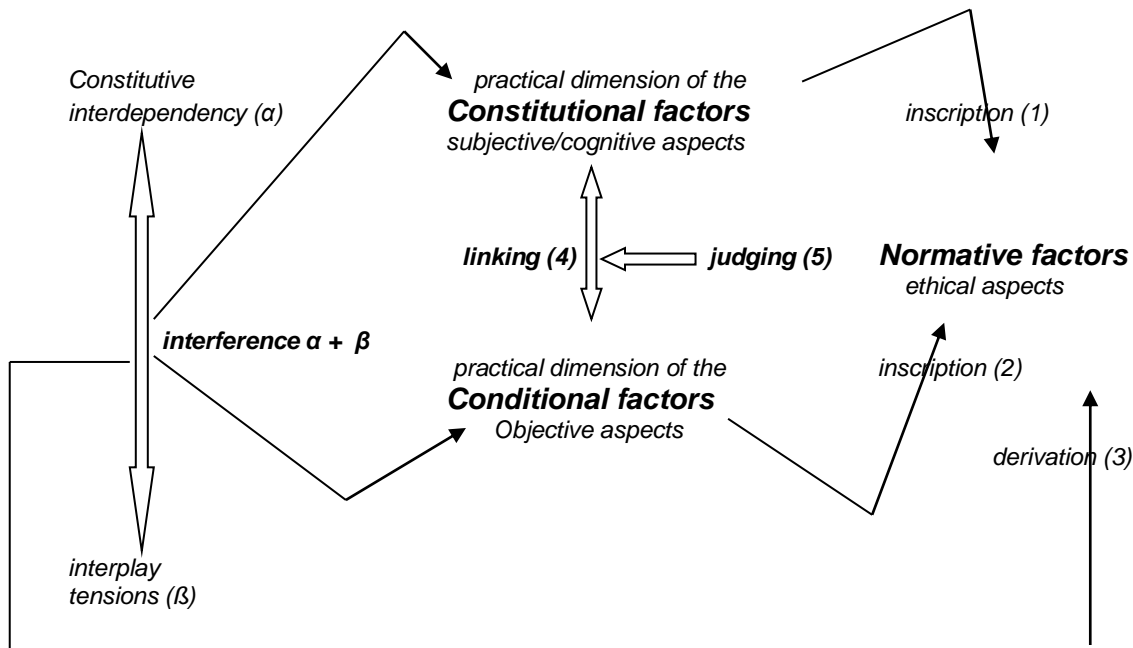 Constitutive
interdependency (α)
practical dimension of the
Constitutional factors
subjective/cognitive aspects
inscription (1)
linking (4)
judging (5)
Normative factors
ethical aspects
interference α + β
practical dimension of the
Conditional factors
Objective aspects
inscription (2)
derivation (3)
interplay
tensions (ß)